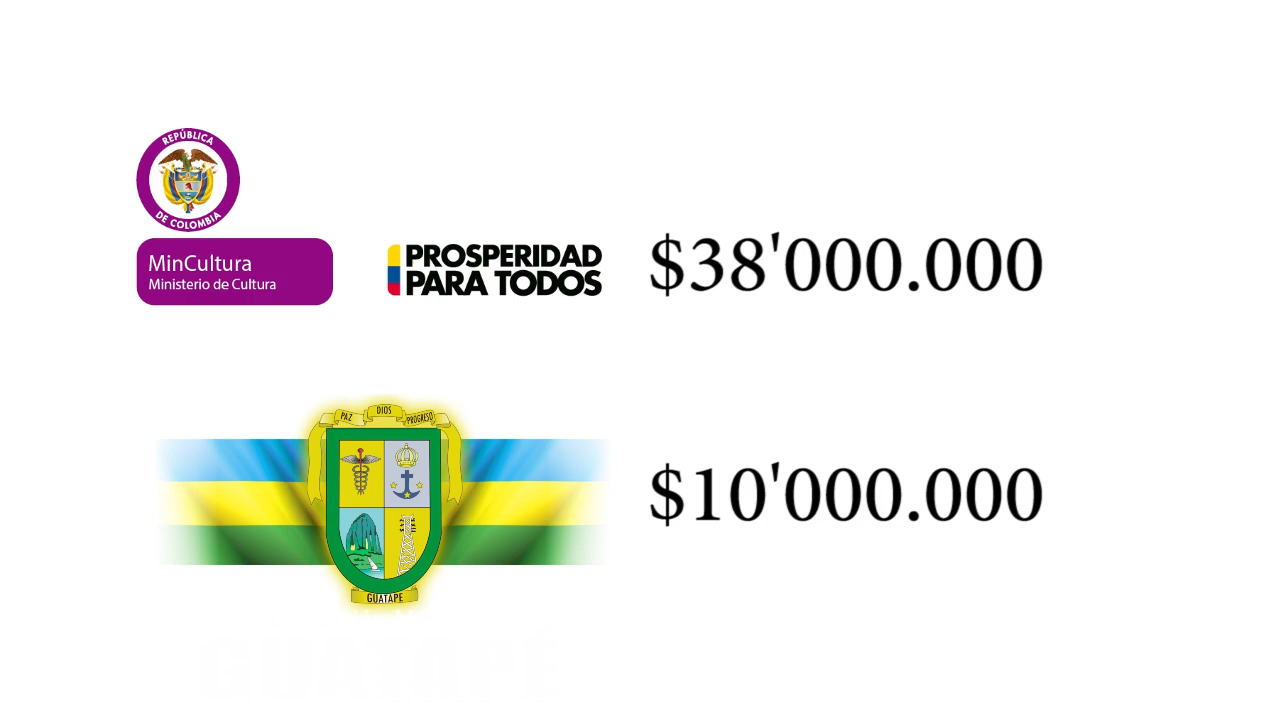 REPÚBLICA
DE COLOMBIA
MinCultura
Ministerio de Cultura
PROSPERIDAD
PARA TODOS
$38'000.000
PAZ DIOS PROGRESO
GUATAPE
$10'000.000
GUATAPE